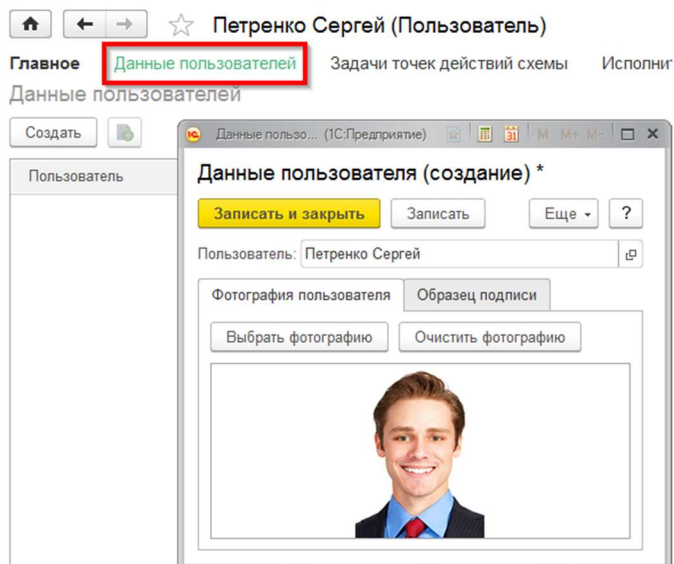 Петренко Сергей (Пользователь)
Главное Данные пользователей Задачи точек действий схемы
Данные пользователей
Создать
Данные пользо... (1С:Предприятие) 31 M M+ M-
Пользователь
Данные пользователя (создание) *
Записать и закрыть Записать Еще ?
Пользователь: Петренко Сергей
Фотография пользователя Образец подписи
Выбрать фотографию Очистить фотографию